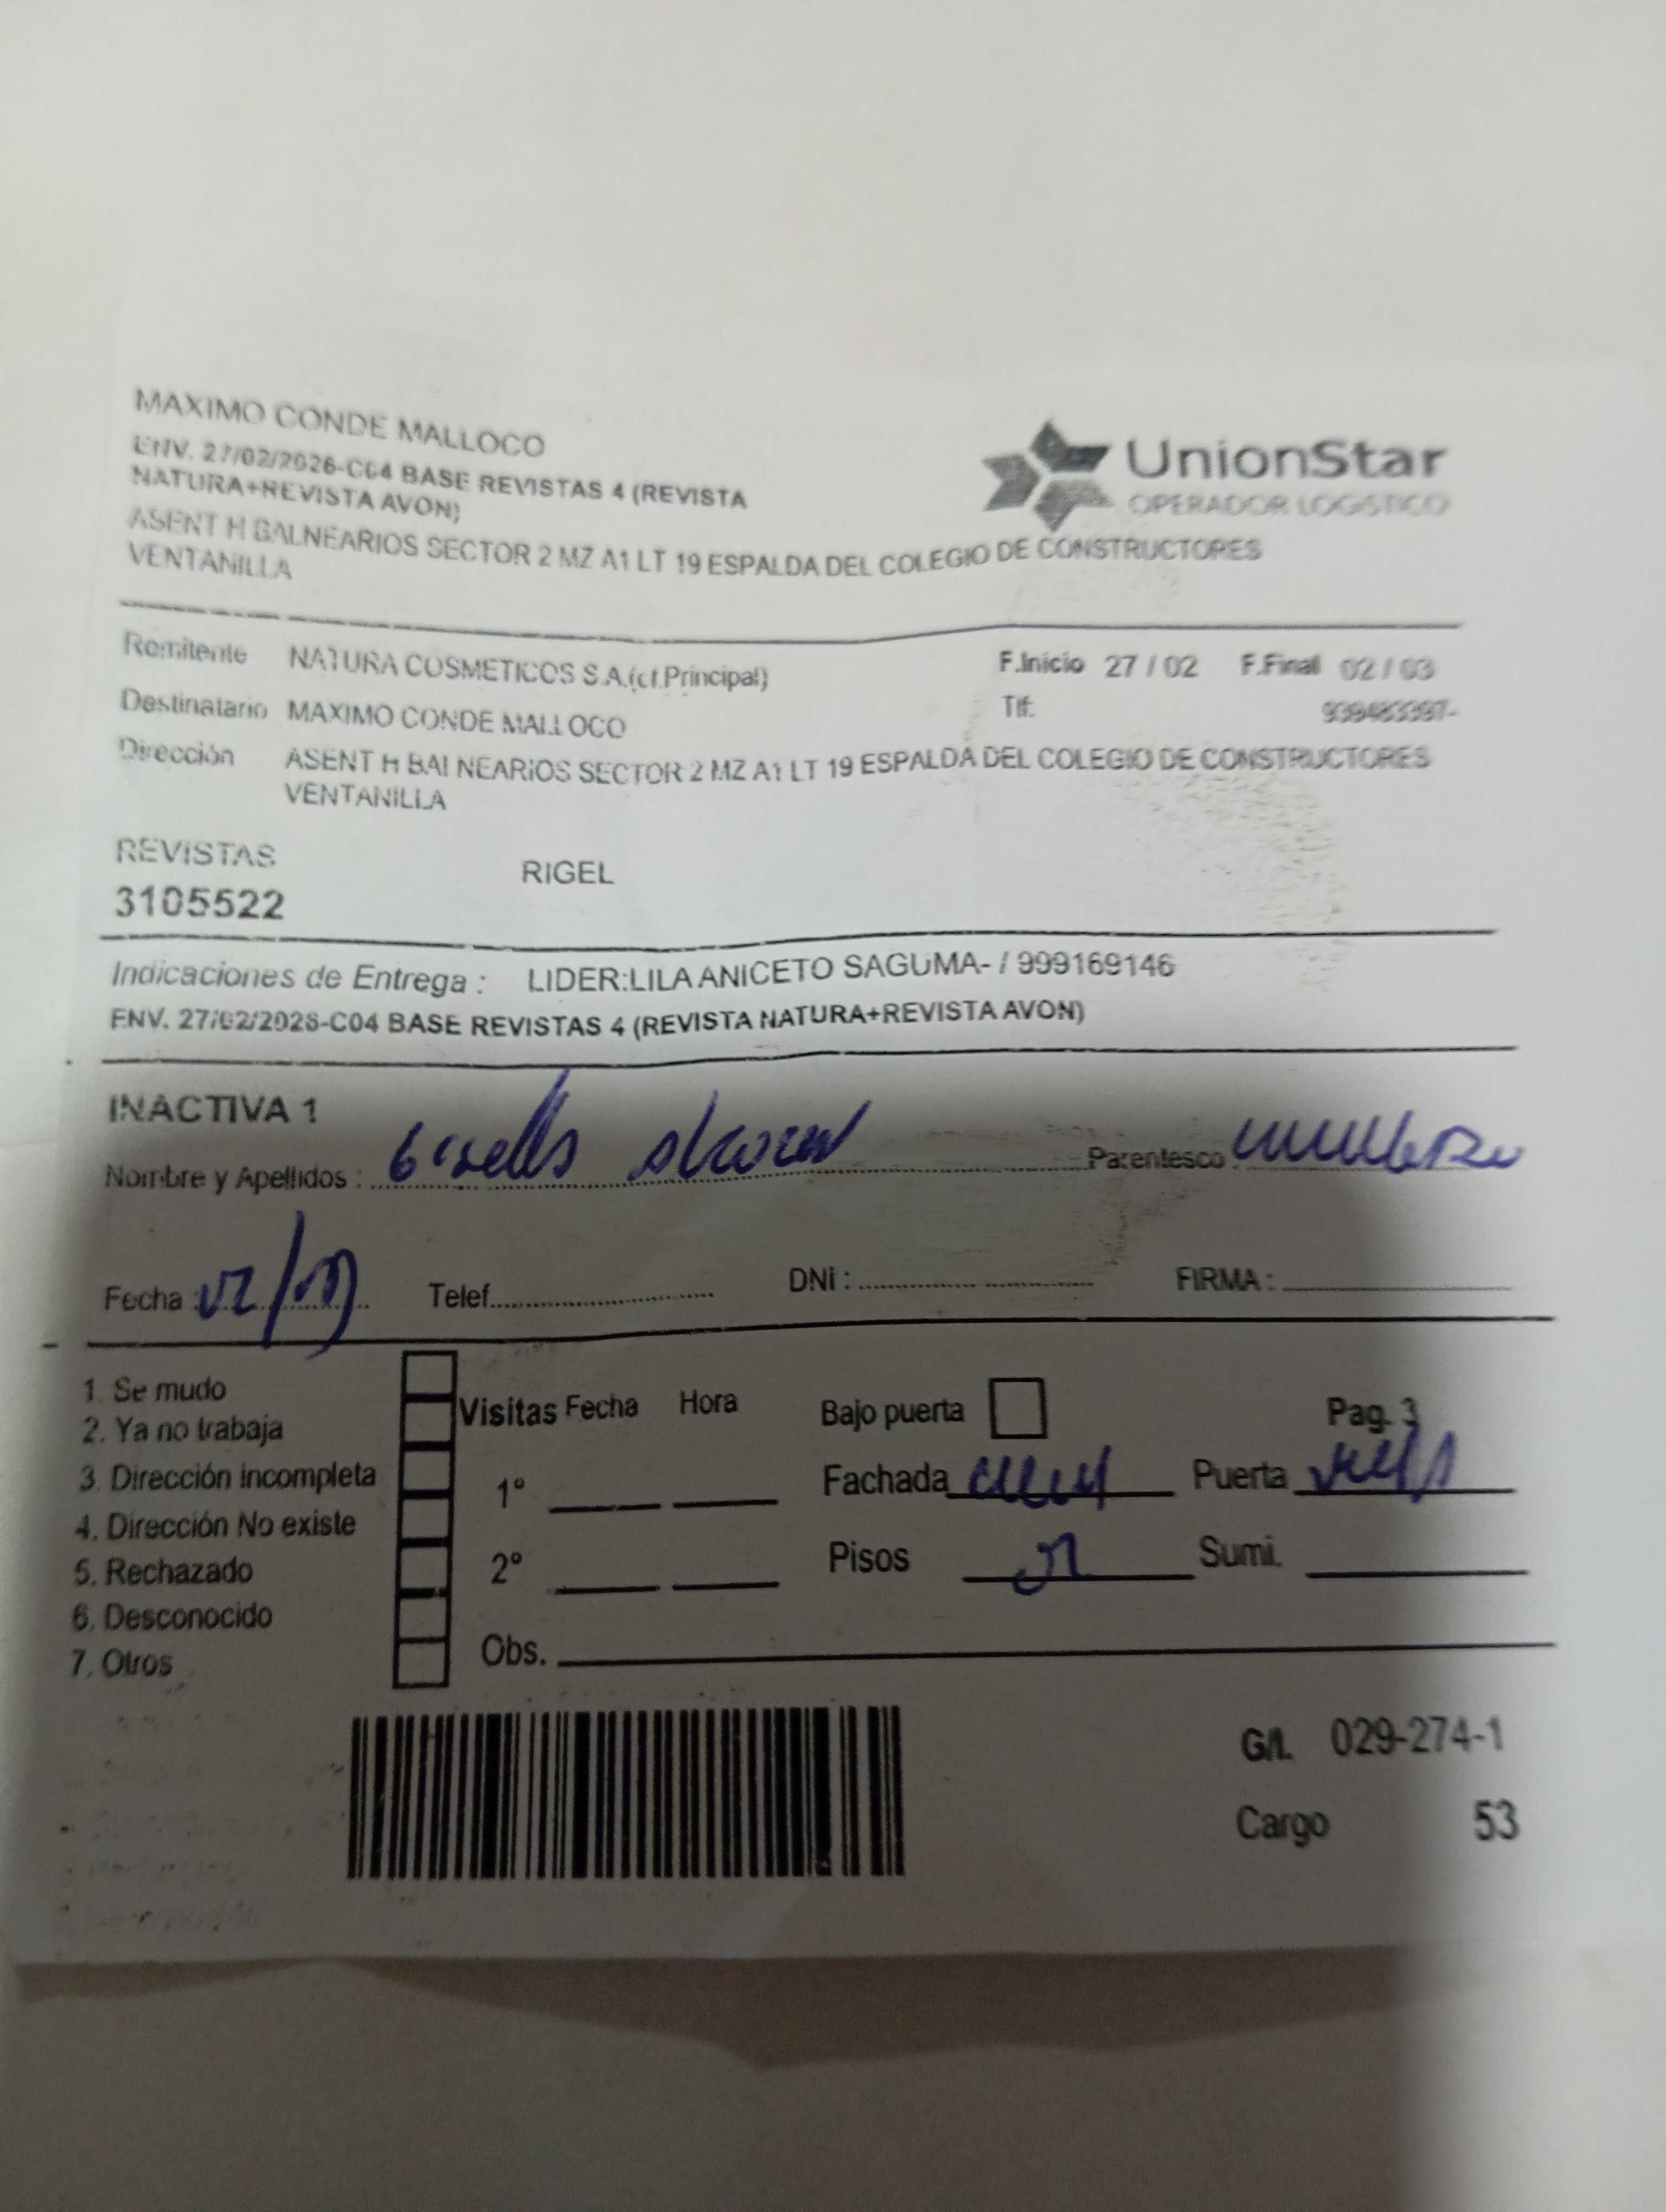 MAXIMO CONDE MALLOCO
ENV. 27/02/2026-C04 BASE REVISTAS 4 (REVISTA
NATURA+REVISTA AVON)
ASENT H BALNEARIOS SECTOR 2 MZ A1 LT 19 ESPALDA DEL COLEGIO DE CONSTRUCTORES
VENTANILLA
UnionStar
OPERADOR LOGISTICO
Remitente NATURA COSMETICOS S.A.(ct.Principal) F.Inicio 27 / 02 F.Final 02 / 03
Destinatario MAXIMO CONDE MALLOCO Tlf:
Dirección ASENT H BALNEARIOS SECTOR 2 MZ A1 LT 19 ESPALDA DEL COLEGIO DE CONSTRUCTORES
VENTANILLA
REVISTAS RIGEL
3105522
Indicaciones de Entrega : LIDER:LILA ANICETO SAGUMA- / 999169146
ENV. 27/02/2026-C04 BASE REVISTAS 4 (REVISTA NATURA+REVISTA AVON)
INACTIVA 1
Nombre y Apellidos : Parentesco :
Fecha : Telef. DNI : FIRMA :
1. Se mudo
2. Ya no trabaja
3. Dirección incompleta
4. Dirección No existe
5. Rechazado
6. Desconocido
7. Otros
Visitas Fecha Hora
1º
2º
Obs.
Bajo puerta Pag. 3
Fachada Puerta
Pisos Sumi.
G/L 029-274-1
Cargo 53